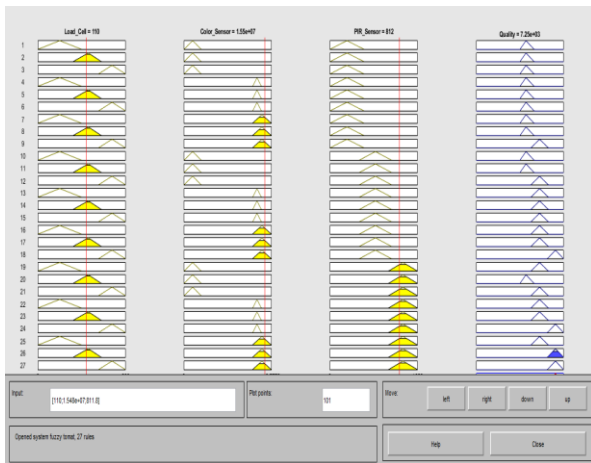 Load_Cell = 110
Color_Sensor = 1.55e+07
PIR_Sensor = 812
Quality = 7.25e+03
1
2
3
4
5
6
7
8
9
10
11
12
13
14
15
16
17
18
19
20
21
22
23
24
25
26
27
Input:
[110;1.548e+07;811.8]
Plot points:
101
Move:
left
right
down
up
Opened system fuzzy tomat, 27 rules
Help
Close